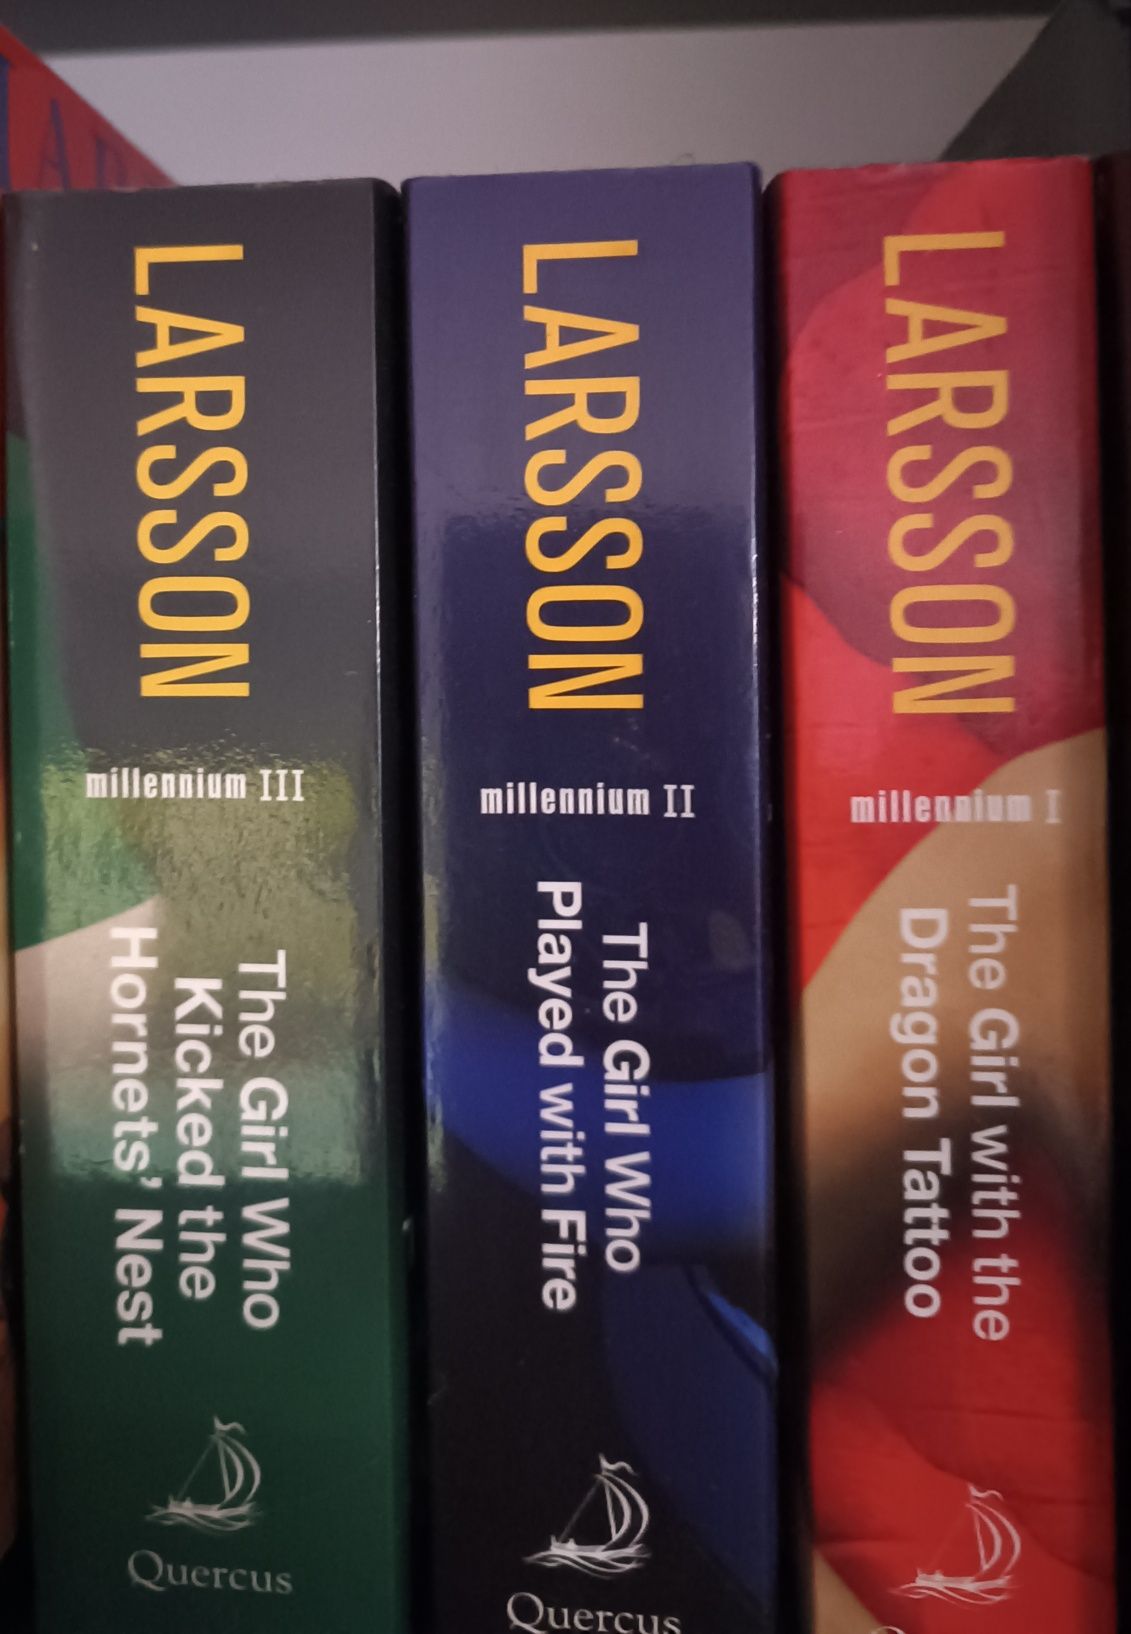 LARSSON
millennium III
The Girl Who
Kicked the
Hornets' Nest
Quercus
LARSSON
millennium II
The Girl Who
Played with Fire
Quercus
LARSSON
millennium I
The Girl with the
Dragon Tattoo